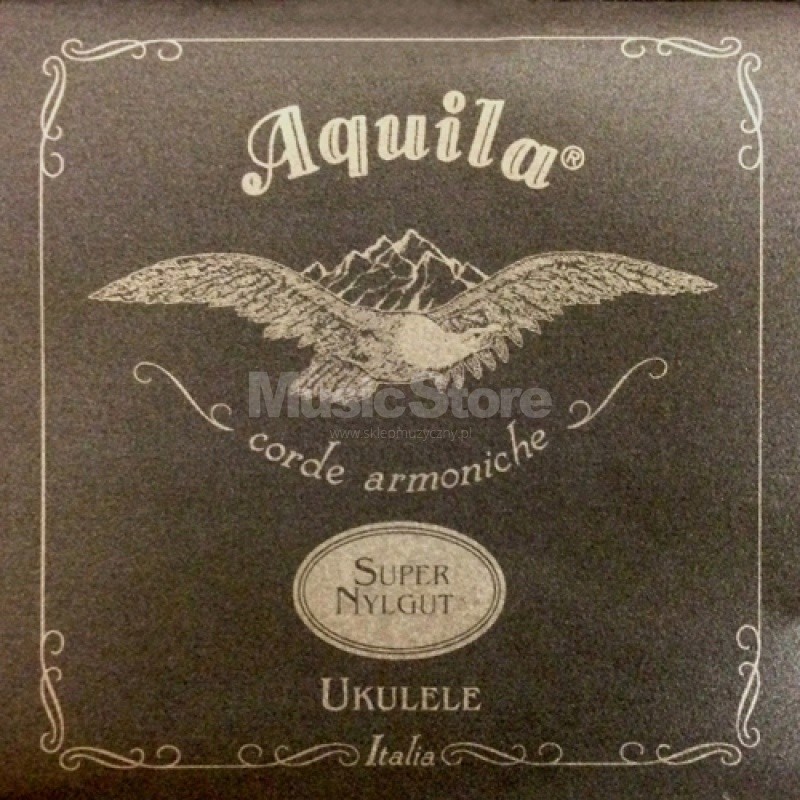 Aquila®
MusicStore
www.sklepmuzyczny.pl
corde armoniche
SUPER
NYLGUT
UKULELE
Italia